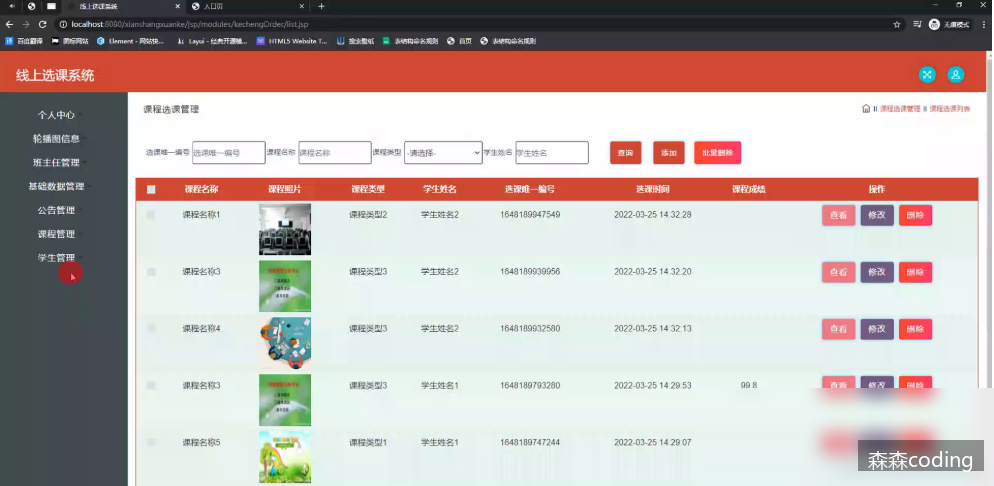 线上选课系统
入口页
localhost:8080/xianshangxuanke/jsp/modules/kechengOrder/list.jsp
无痕模式
百度翻译 图标网站 Element - 网站快... Layui - 经典开源模... HTML5 Website T... 搜索壁纸 表结构命名规则 首页 表结构命名规则
线上选课系统
个人中心
轮播图信息
班主任管理
基础数据管理
公告管理
课程管理
学生管理
课程选课管理
课程选课管理 课程选课列表
选课唯一编号 选课唯一编号 课程名称 课程名称 课程类型 -请选择- 学生姓名 学生姓名 查询 添加 批量删除
课程名称 课程照片 课程类型 学生姓名 选课唯一编号 选课时间 课程成绩 操作
课程名称1 课程类型2 学生姓名2 1648189947549 2022-03-25 14:32:28 查看 修改 删除
课程名称3 课程类型3 学生姓名2 1648189939956 2022-03-25 14:32:20 查看 修改 删除
课程名称4 课程类型3 学生姓名2 1648189932580 2022-03-25 14:32:13 查看 修改 删除
课程名称3 课程类型3 学生姓名1 1648189793280 2022-03-25 14:29:53 99.8 查看 修改 删除
课程名称5 课程类型1 学生姓名1 1648189747244 2022-03-25 14:29:07
森森coding